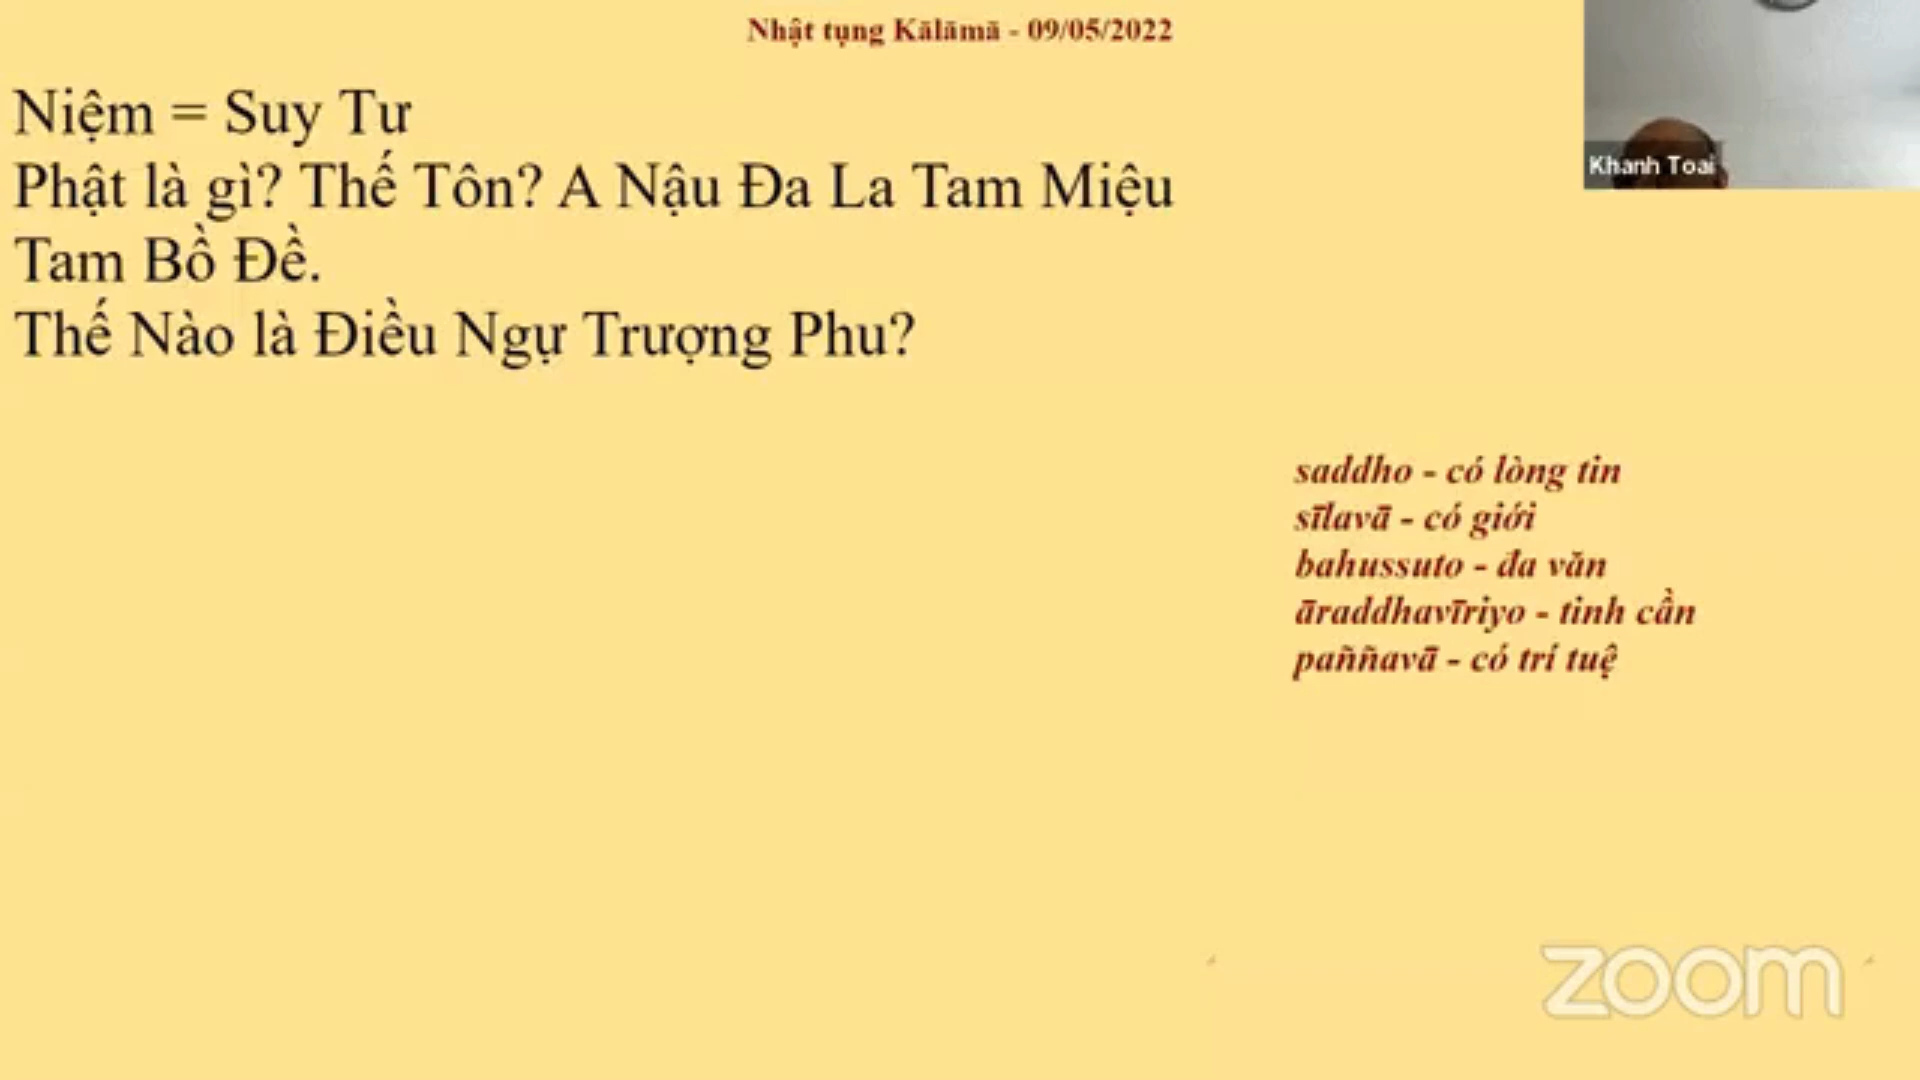 Nhật tụng Kālāmā - 09/05/2022
Niệm = Suy Tư
Phật là gì? Thế Tôn? A Nậu Đa La Tam Miệu
Tam Bồ Đề.
Thế Nào là Điều Ngự Trượng Phu?
Khanh Toai
saddho - có lòng tin
sīlavā - có giới
bahussuto - đa văn
āraddhavīriyo - tinh cần
paññavā - có trí tuệ
zoom